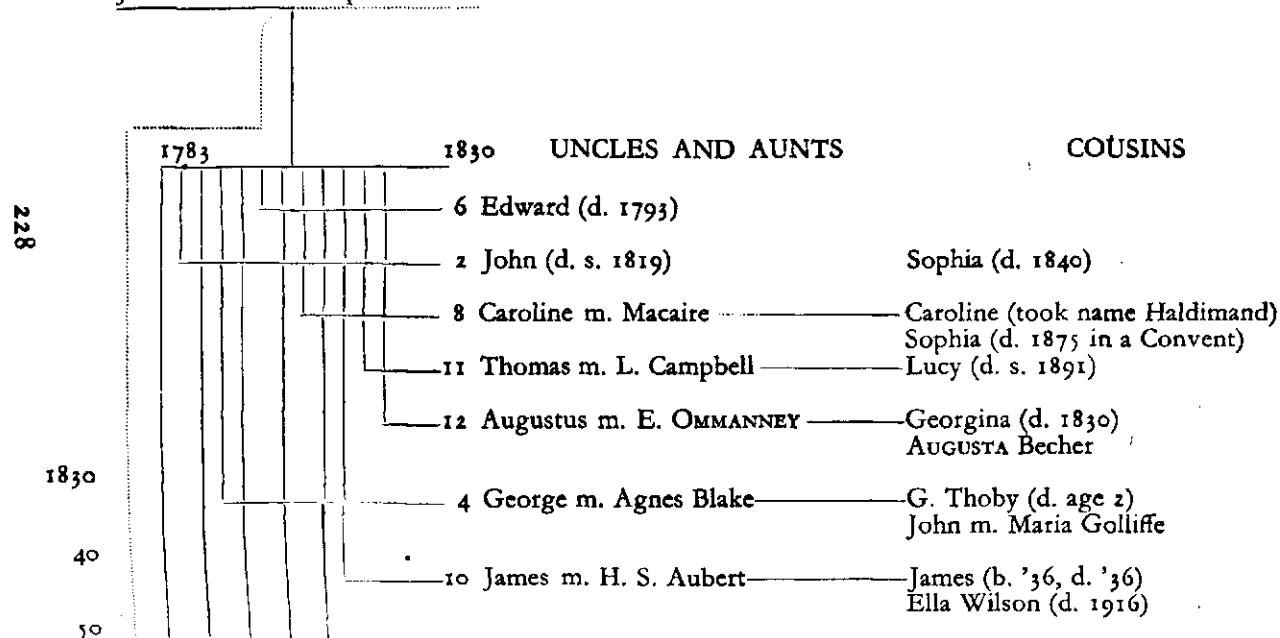 1783 1830 UNCLES AND AUNTS COUSINS
6 Edward (d. 1793)
228
2 John (d. s. 1819) Sophia (d. 1840)
8 Caroline m. Macaire Caroline (took name Haldimand)
Sophia (d. 1875 in a Convent)
11 Thomas m. L. Campbell Lucy (d. s. 1891)
12 Augustus m. E. OMMANNEY Georgina (d. 1830)
AUGUSTA Becher
1830
4 George m. Agnes Blake G. Thoby (d. age 2)
John m. Maria Golliffe
40
10 James m. H. S. Aubert James (b. '36, d. '36)
Ella Wilson (d. 1916)
50